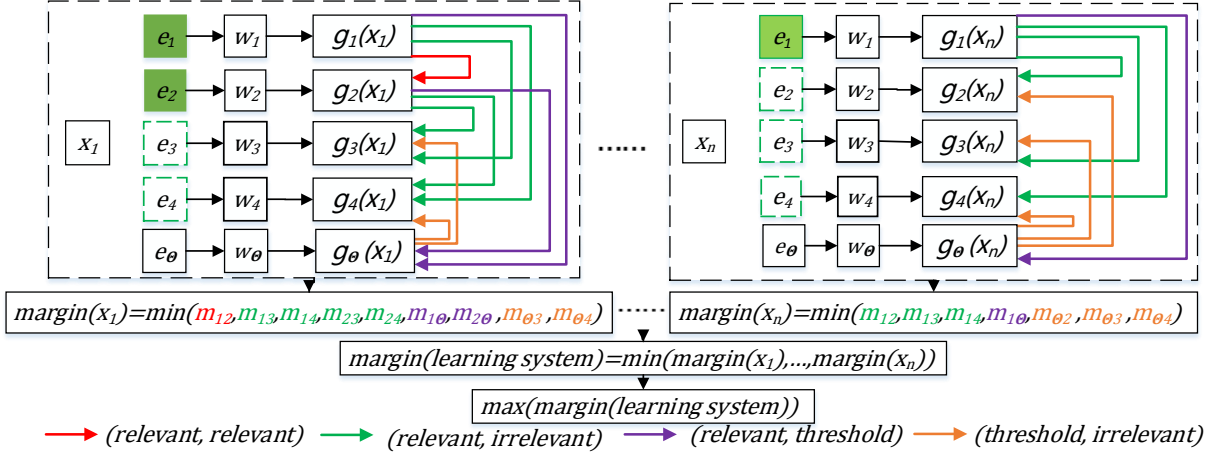 e1 w1 g1(x1)
e2 w2 g2(x1)
x1 e3 w3 g3(x1)
e4 w4 g4(x1)
eθ wθ gθ(x1)
......
e1 w1 g1(xn)
e2 w2 g2(xn)
xn e3 w3 g3(xn)
e4 w4 g4(xn)
eθ wθ gθ(xn)
margin(x1)=min(m12,m13,m14,m23,m24,m1θ,m2θ,mθ3,mθ4)
......
margin(xn)=min(m12,m13,m14,m1θ,mθ2,mθ3,mθ4)
margin(learning system)=min(margin(x1),...,margin(xn))
max(margin(learning system))
(relevant, relevant) (relevant, irrelevant) (relevant, threshold) (threshold, irrelevant)